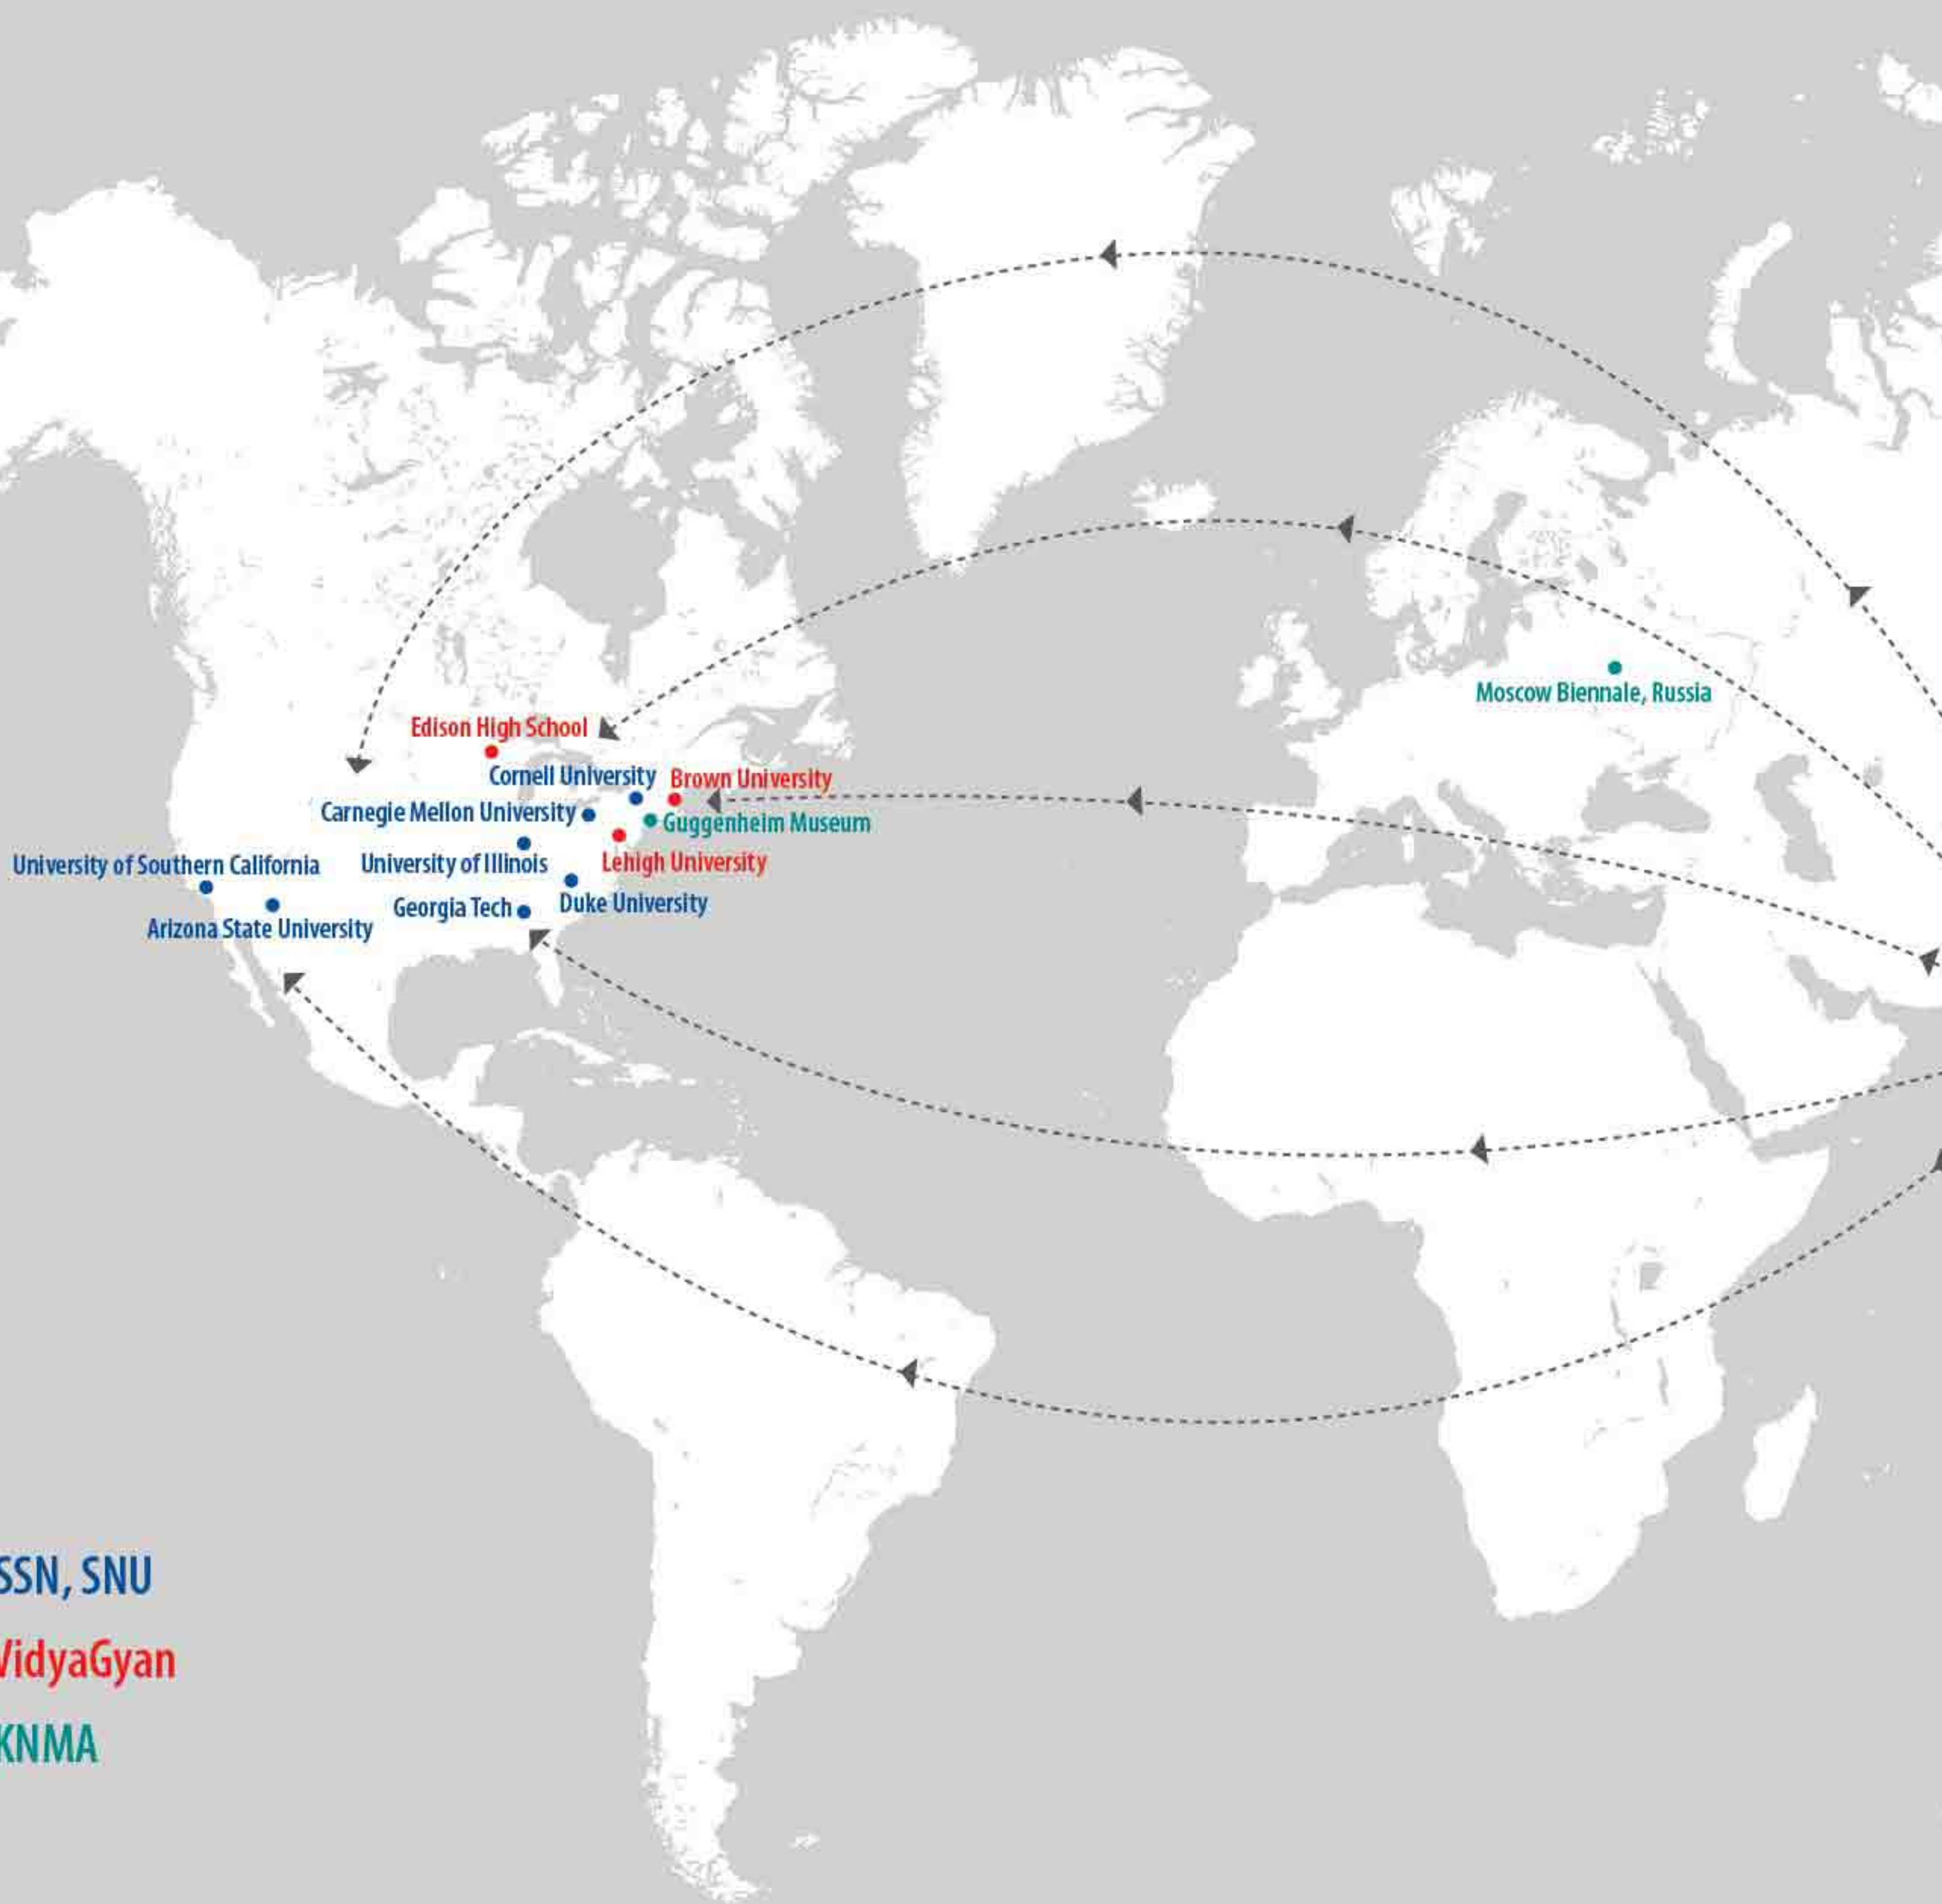 Moscow Biennale, Russia
Edison High School
Cornell University
Brown University
Carnegie Mellon University
Guggenheim Museum
University of Southern California
University of Illinois
Lehigh University
Arizona State University
Georgia Tech
Duke University
SSN, SNU
VidyaGyan
KNMA